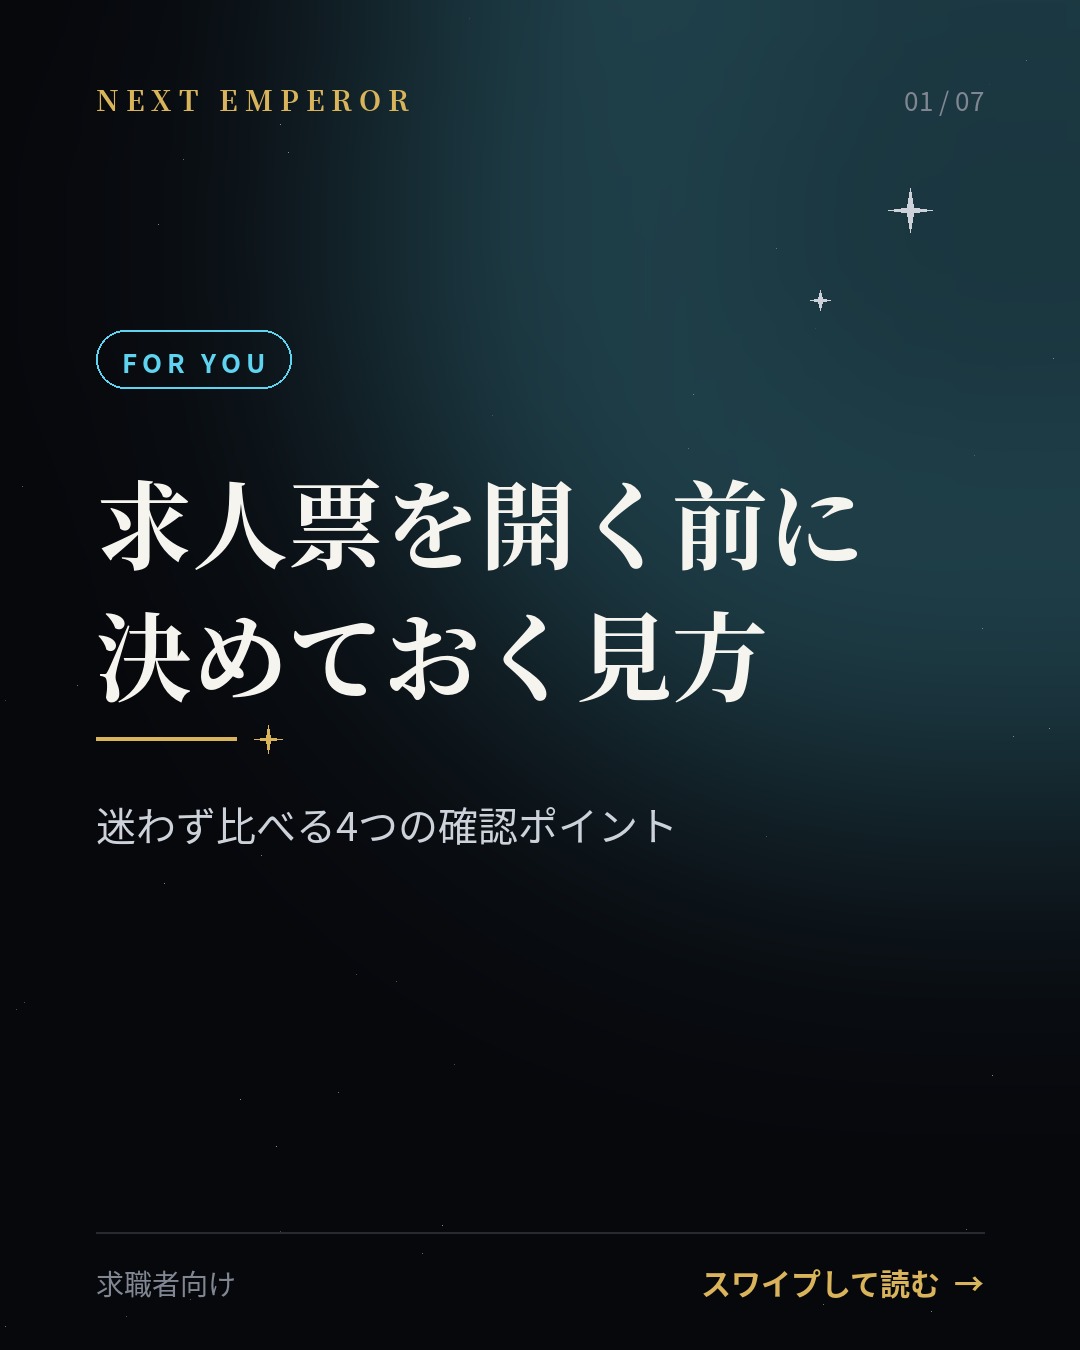 NEXT EMPEROR
01 / 07
FOR YOU
求人票を開く前に
決めておく見方
迷わず比べる4つの確認ポイント
求職者向け
スワイプして読む →